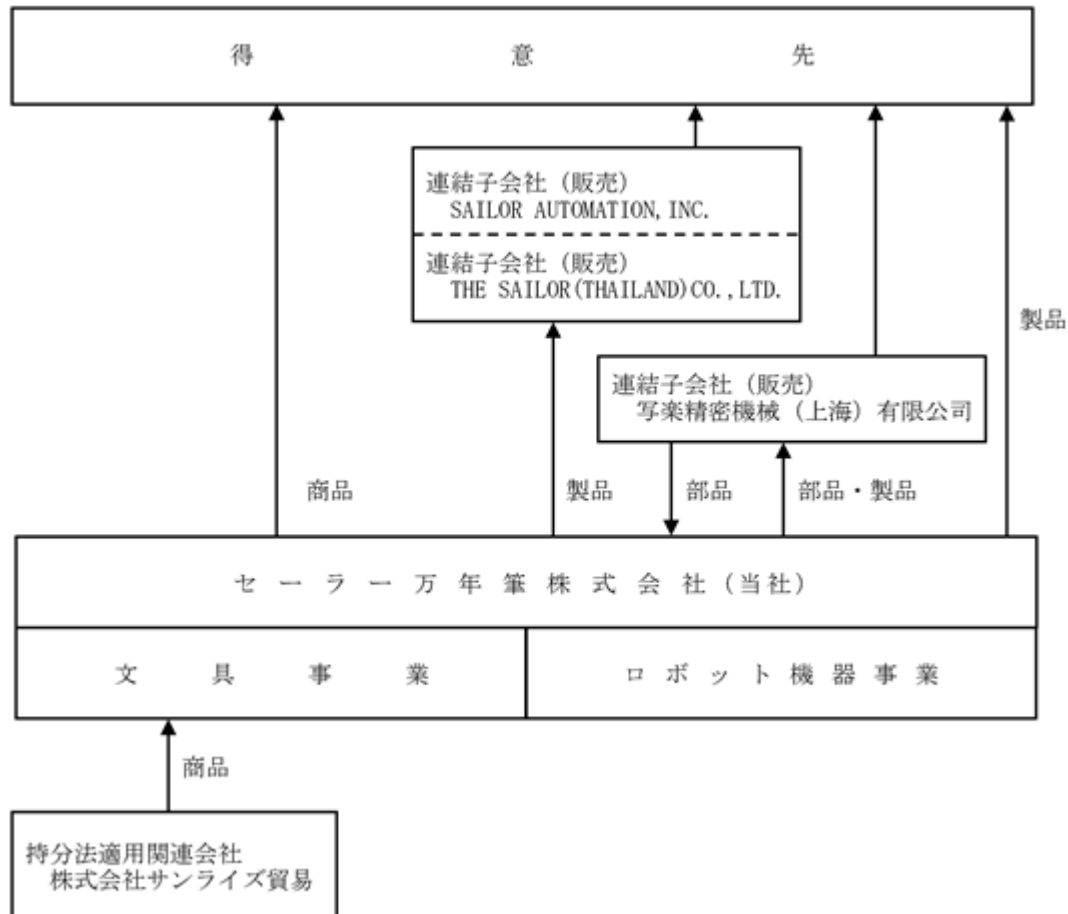 得意先
連結子会社（販売）
SAILOR AUTOMATION, INC.
連結子会社（販売）
THE SAILOR(THAILAND)CO.,LTD.
製品
連結子会社（販売）
写楽精密機械（上海）有限公司
商品
製品
部品
部品・製品
セーラー万年筆株式会社(当社)
文具事業
ロボット機器事業
商品
持分法適用関連会社
株式会社サンライズ貿易